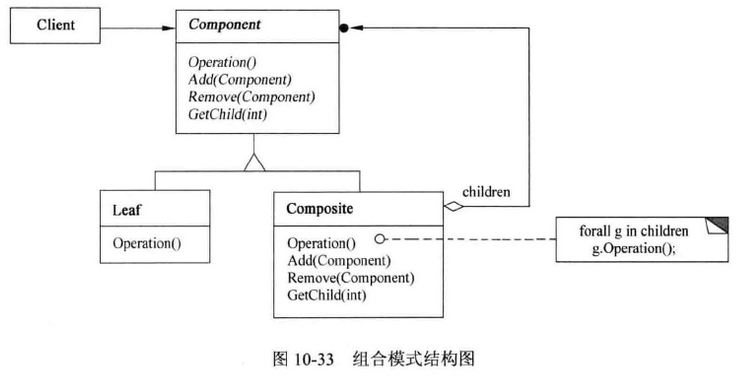 Client
Component
Operation()
Add(Component)
Remove(Component)
GetChild(int)
children
Leaf
Operation()
Composite
Operation()
Add(Component)
Remove(Component)
GetChild(int)
forall g in children
g.Operation();
图 10-33 组合模式结构图